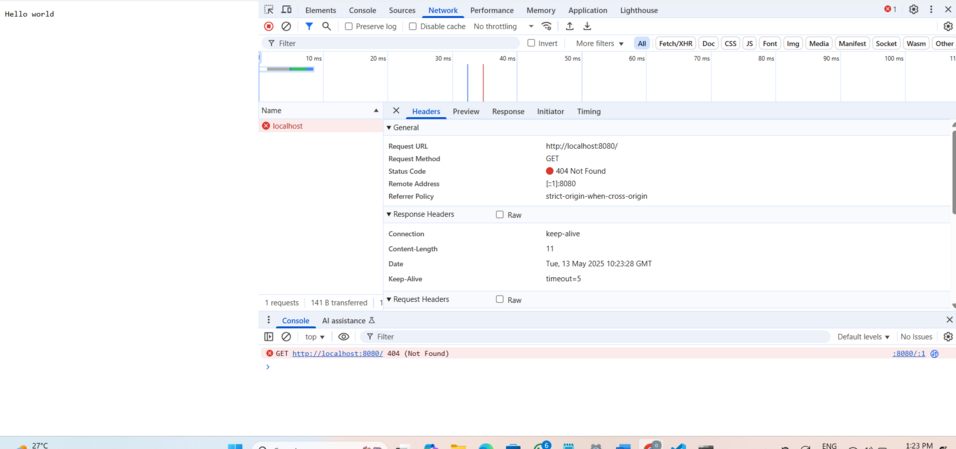 Hello world
Elements Console Sources Network Performance Memory Application Lighthouse 1
Preserve log Disable cache No throttling
Filter Invert More filters All Fetch/XHR Doc CSS JS Font Img Media Manifest Socket Wasm Other
10 ms 20 ms 30 ms 40 ms 50 ms 60 ms 70 ms 80 ms 90 ms 100 ms 11
Name Headers Preview Response Initiator Timing
localhost
General
Request URL http://localhost:8080/
Request Method GET
Status Code 404 Not Found
Remote Address [::1]:8080
Referrer Policy strict-origin-when-cross-origin
Response Headers Raw
Connection keep-alive
Content-Length 11
Date Tue, 13 May 2025 10:23:28 GMT
Keep-Alive timeout=5
1 requests 141 B transferred 1 Request Headers Raw
Console AI assistance
top Filter Default levels No Issues
GET http://localhost:8080/ 404 (Not Found) :8080/:1
27°C 6 ENG 1:23 PM